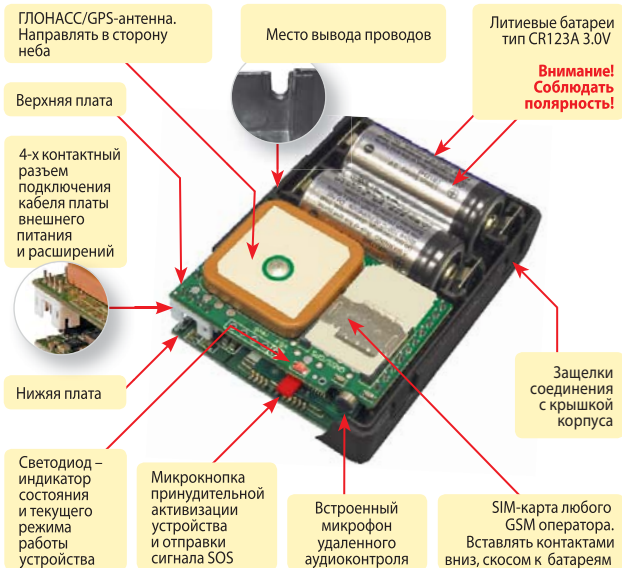 ГЛОНАСС/GPS-антенна.
Направлять в сторону
неба
Место вывода проводов
Литиевые батареи
тип CR123A 3.0V
Внимание!
Соблюдать
полярность!
Верхняя плата
4-х контактный
разъем
подключения
кабеля платы
внешнего
питания
и расширений
Нижяя плата
Защелки
соединения
с крышкой
корпуса
Светодиод –
индикатор
состояния
и текущего
режима
работы
устройства
Микрокнопка
принудительной
активизации
устройства
и отправки
сигнала SOS
Встроенный
микрофон
удаленного
аудиоконтроля
SIM-карта любого
GSM оператора.
Вставлять контактами
вниз, скосом к батареям